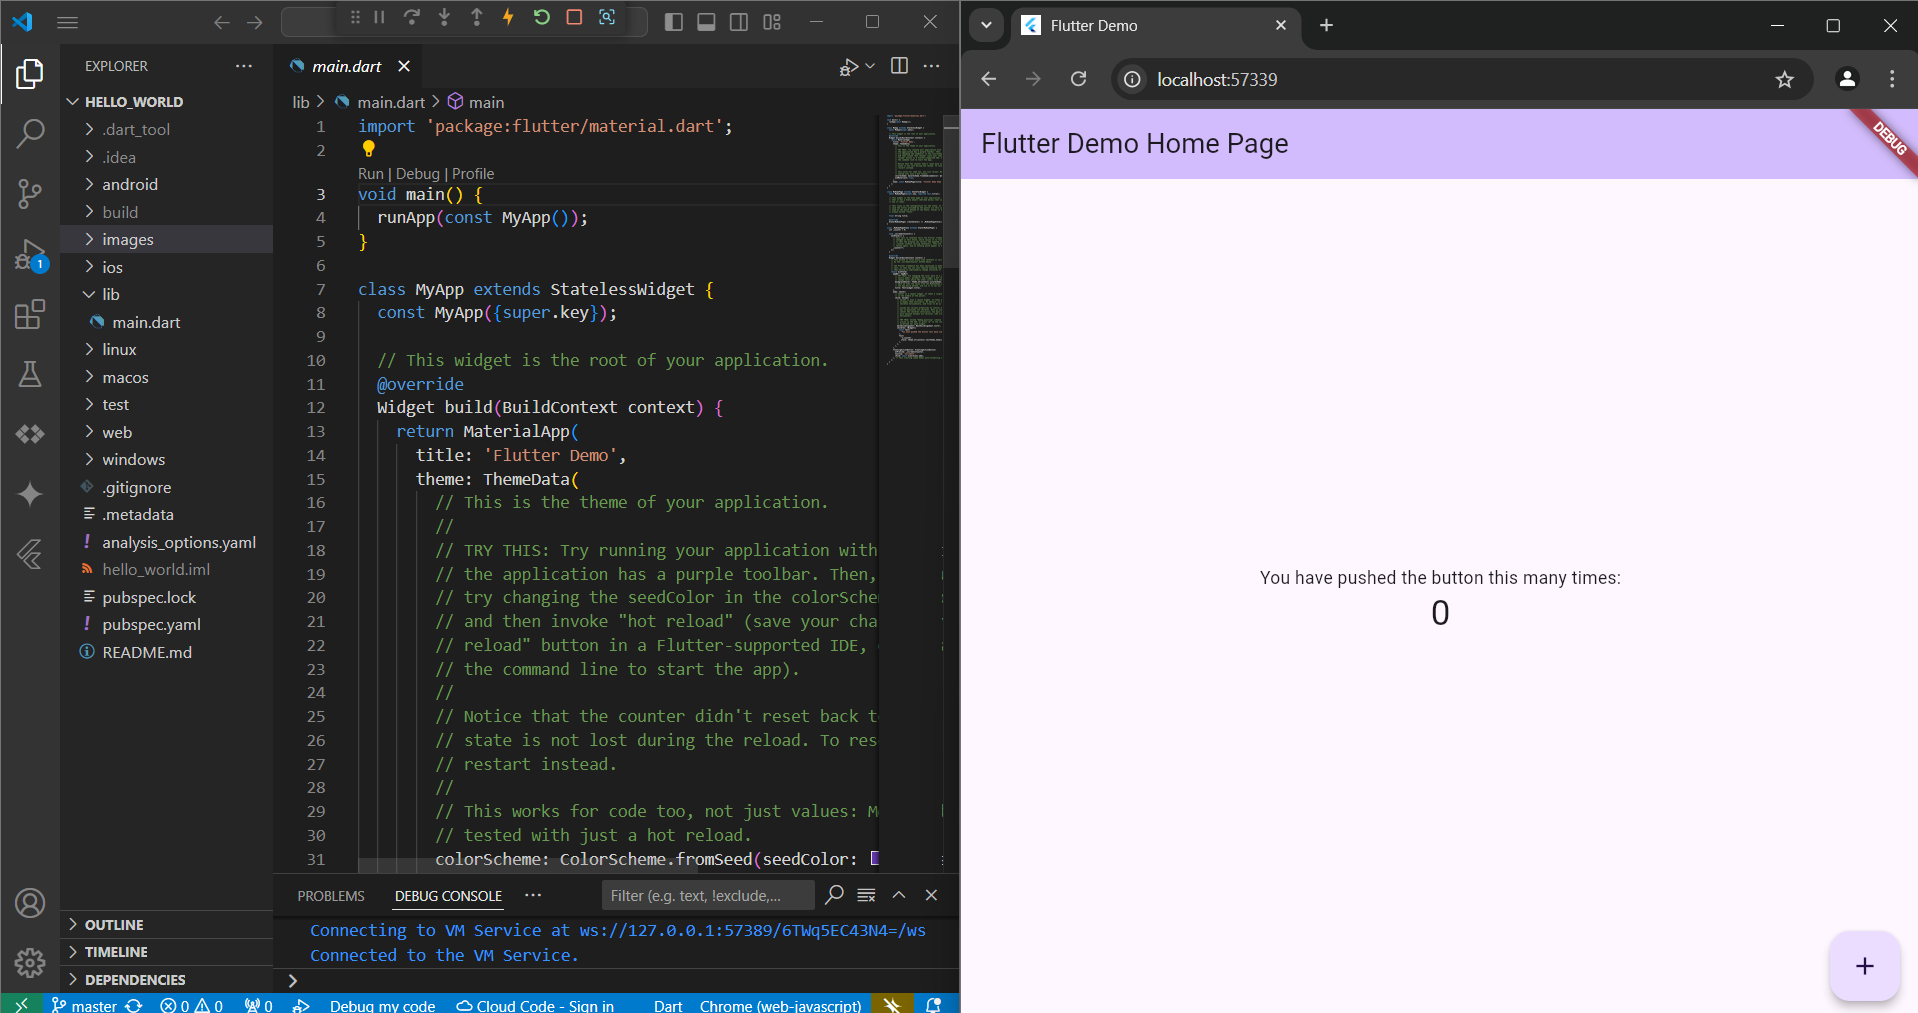 EXPLORER
HELLO_WORLD
.dart_tool
.idea
android
build
images
ios
lib
main.dart
linux
macos
test
web
windows
.gitignore
.metadata
! analysis_options.yaml
hello_world.iml
pubspec.lock
! pubspec.yaml
README.md
OUTLINE
TIMELINE
DEPENDENCIES
1
main.dart
lib > main.dart > main
1 import 'package:flutter/material.dart';
2
Run | Debug | Profile
3 void main() {
4 runApp(const MyApp());
5 }
6
7 class MyApp extends StatelessWidget {
8 const MyApp({super.key});
9
10 // This widget is the root of your application.
11 @override
12 Widget build(BuildContext context) {
13 return MaterialApp(
14 title: 'Flutter Demo',
15 theme: ThemeData(
16 // This is the theme of your application.
17 //
18 // TRY THIS: Try running your application with
19 // the application has a purple toolbar. Then,
20 // try changing the seedColor in the colorSche
21 // and then invoke "hot reload" (save your cha
22 // reload" button in a Flutter-supported IDE,
23 // the command line to start the app).
24 //
25 // Notice that the counter didn't reset back t
26 // state is not lost during the reload. To res
27 // restart instead.
28 //
29 // This works for code too, not just values: M
30 // tested with just a hot reload.
31 colorScheme: ColorScheme.fromSeed(seedColor:
PROBLEMS DEBUG CONSOLE ... Filter (e.g. text, !exclude,...
Connecting to VM Service at ws://127.0.0.1:57389/6TWq5EC43N4=/ws
Connected to the VM Service.
>
master 0 0 0 Debug my code Cloud Code - Sign in Dart Chrome (web-javascript)
Flutter Demo
localhost:57339
Flutter Demo Home Page
DEBUG
You have pushed the button this many times:
0
+